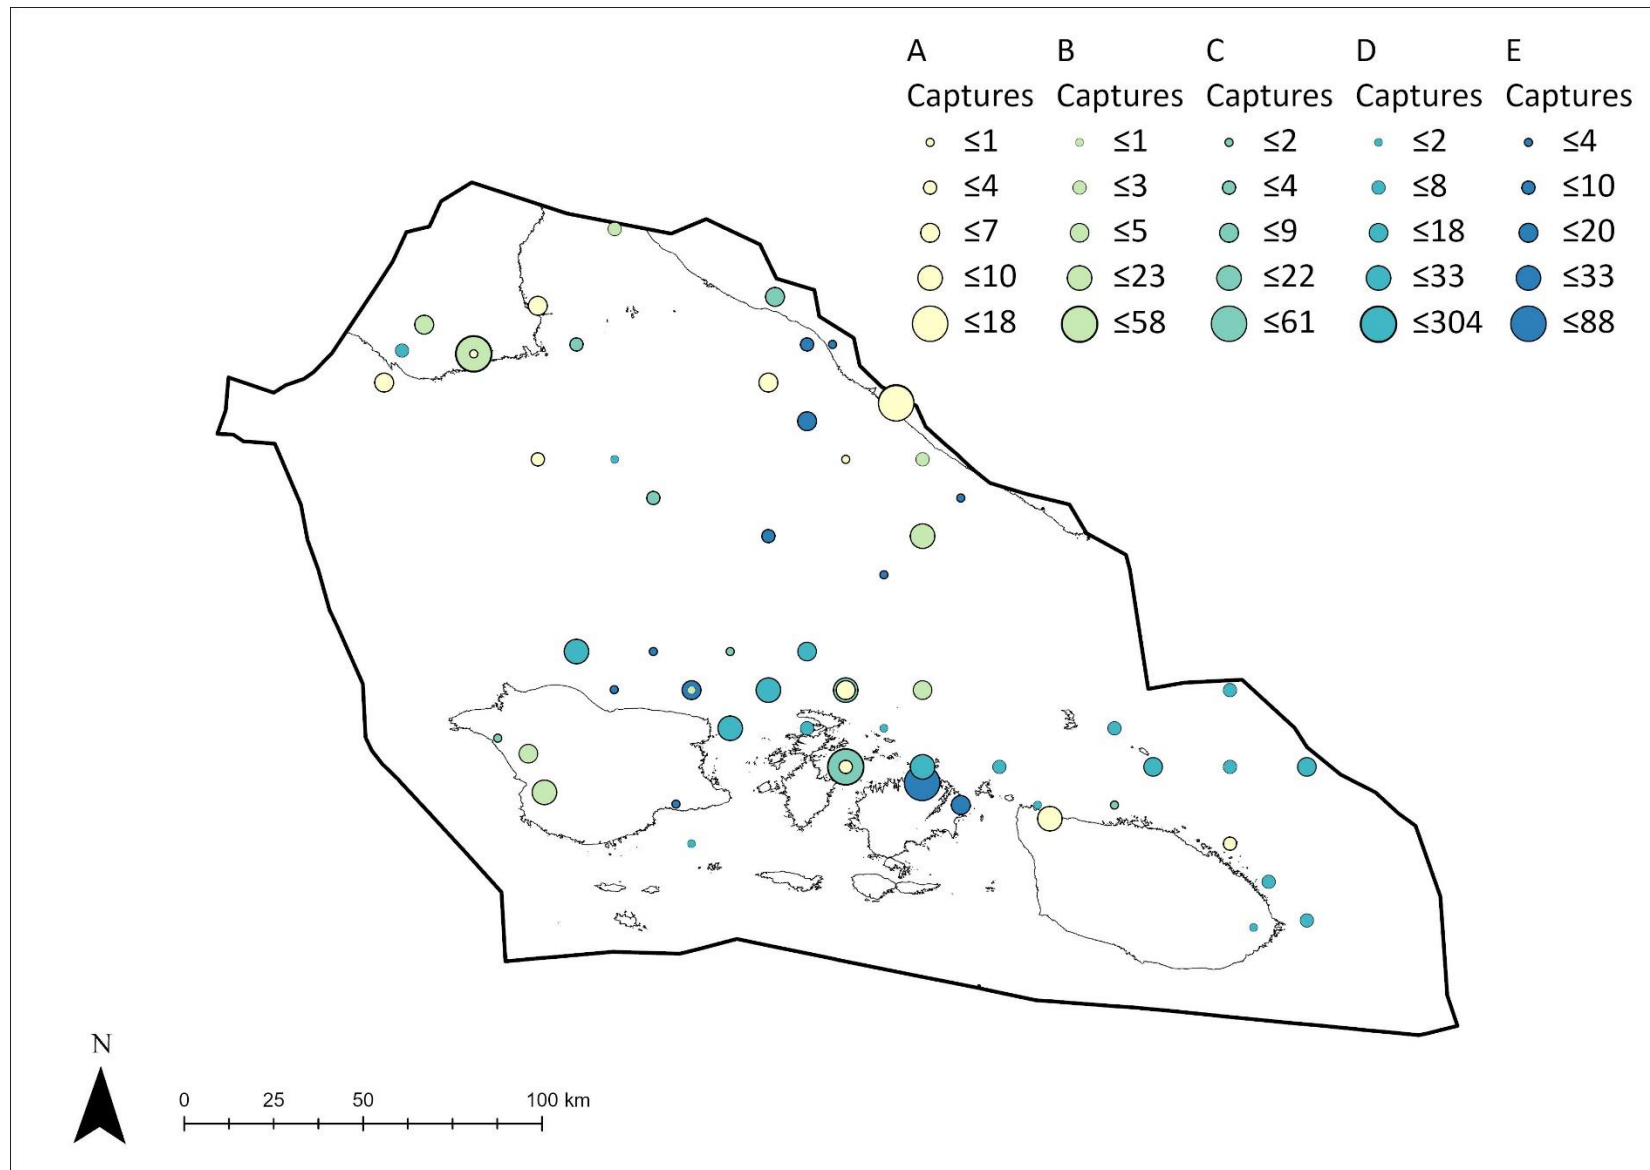 A B C D E
Captures Captures Captures Captures Captures
≤1 ≤1 ≤2 ≤2 ≤4
≤4 ≤3 ≤4 ≤8 ≤10
≤7 ≤5 ≤9 ≤18 ≤20
≤10 ≤23 ≤22 ≤33 ≤33
≤18 ≤58 ≤61 ≤304 ≤88
N
0 25 50 100 km